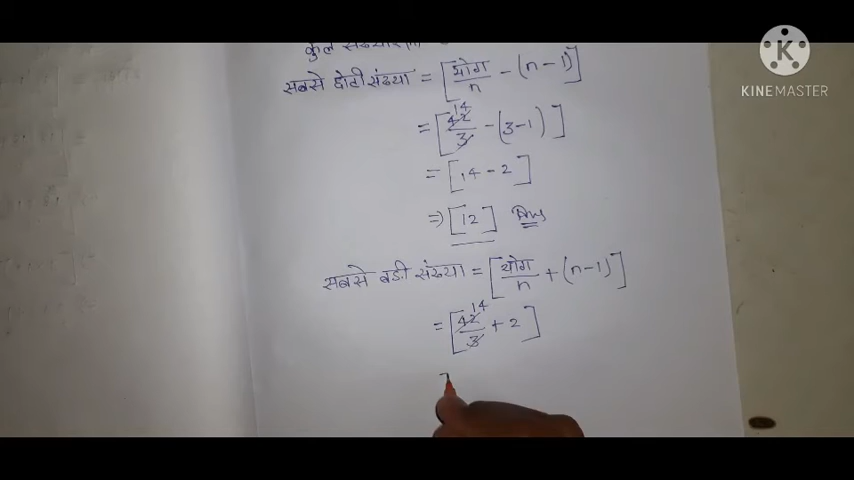 कुल संख्याएँ
सबसे छोटी संख्या = [योग/n - (n-1)]
= [42/3 14 - (3-1)]
= [14 - 2]
⇒ [12] Ans
सबसे बड़ी संख्या = [योग/n + (n-1)]
= [42/3 14 + 2]
K
KINEMASTER